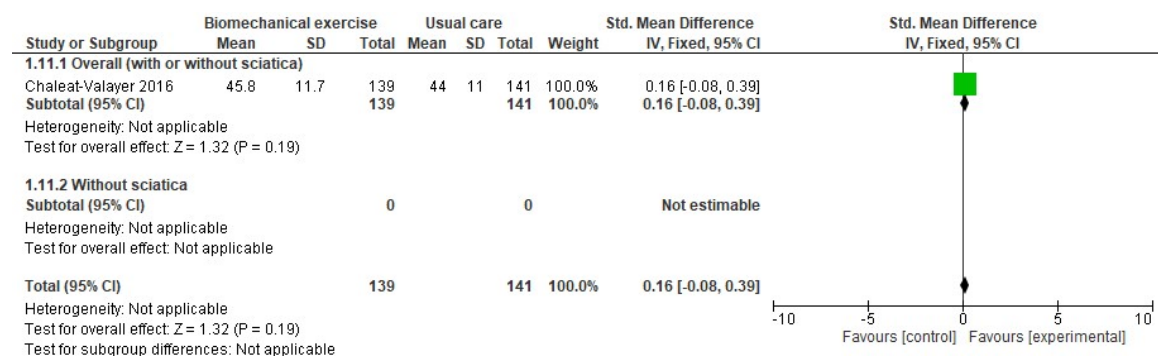 Biomechanical exercise Usual care Std. Mean Difference Std. Mean Difference
Study or Subgroup Mean SD Total Mean SD Total Weight IV, Fixed, 95% CI IV, Fixed, 95% CI
1.11.1 Overall (with or without sciatica)
Chaleat-Valayer 2016 45.8 11.7 139 44 11 141 100.0% 0.16 [-0.08, 0.39]
Subtotal (95% CI) 139 141 100.0% 0.16 [-0.08, 0.39]
Heterogeneity: Not applicable
Test for overall effect: Z = 1.32 (P = 0.19)
1.11.2 Without sciatica
Subtotal (95% CI) 0 0 Not estimable
Heterogeneity: Not applicable
Test for overall effect: Not applicable
Total (95% CI) 139 141 100.0% 0.16 [-0.08, 0.39]
Heterogeneity: Not applicable
Test for overall effect: Z = 1.32 (P = 0.19)
Test for subgroup differences: Not applicable
-10 -5 0 5 10
Favours [control] Favours [experimental]